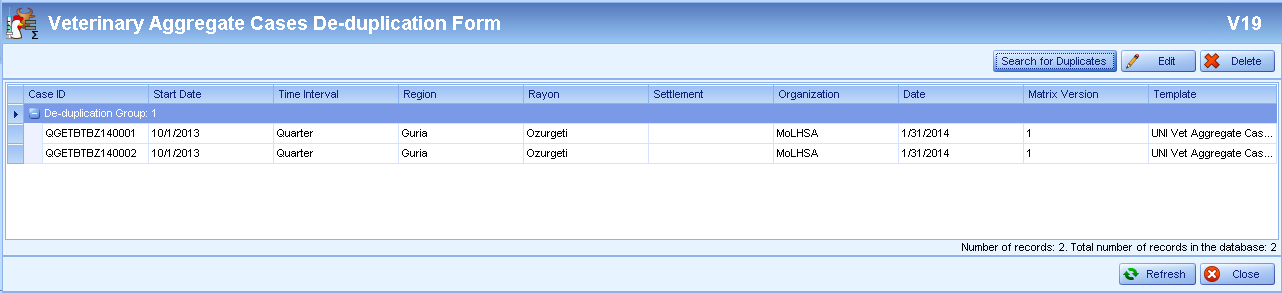 Veterinary Aggregate Cases De-duplication Form V19
Search for Duplicates Edit Delete
Case ID Start Date Time Interval Region Rayon Settlement Organization Date Matrix Version Template
De-duplication Group: 1
QGETBTBZ140001 10/1/2013 Quarter Guria Ozurgeti MoLHSA 1/31/2014 1 UNI Vet Aggregate Cas...
QGETBTBZ140002 10/1/2013 Quarter Guria Ozurgeti MoLHSA 1/31/2014 1 UNI Vet Aggregate Cas...
Number of records: 2. Total number of records in the database: 2
Refresh Close